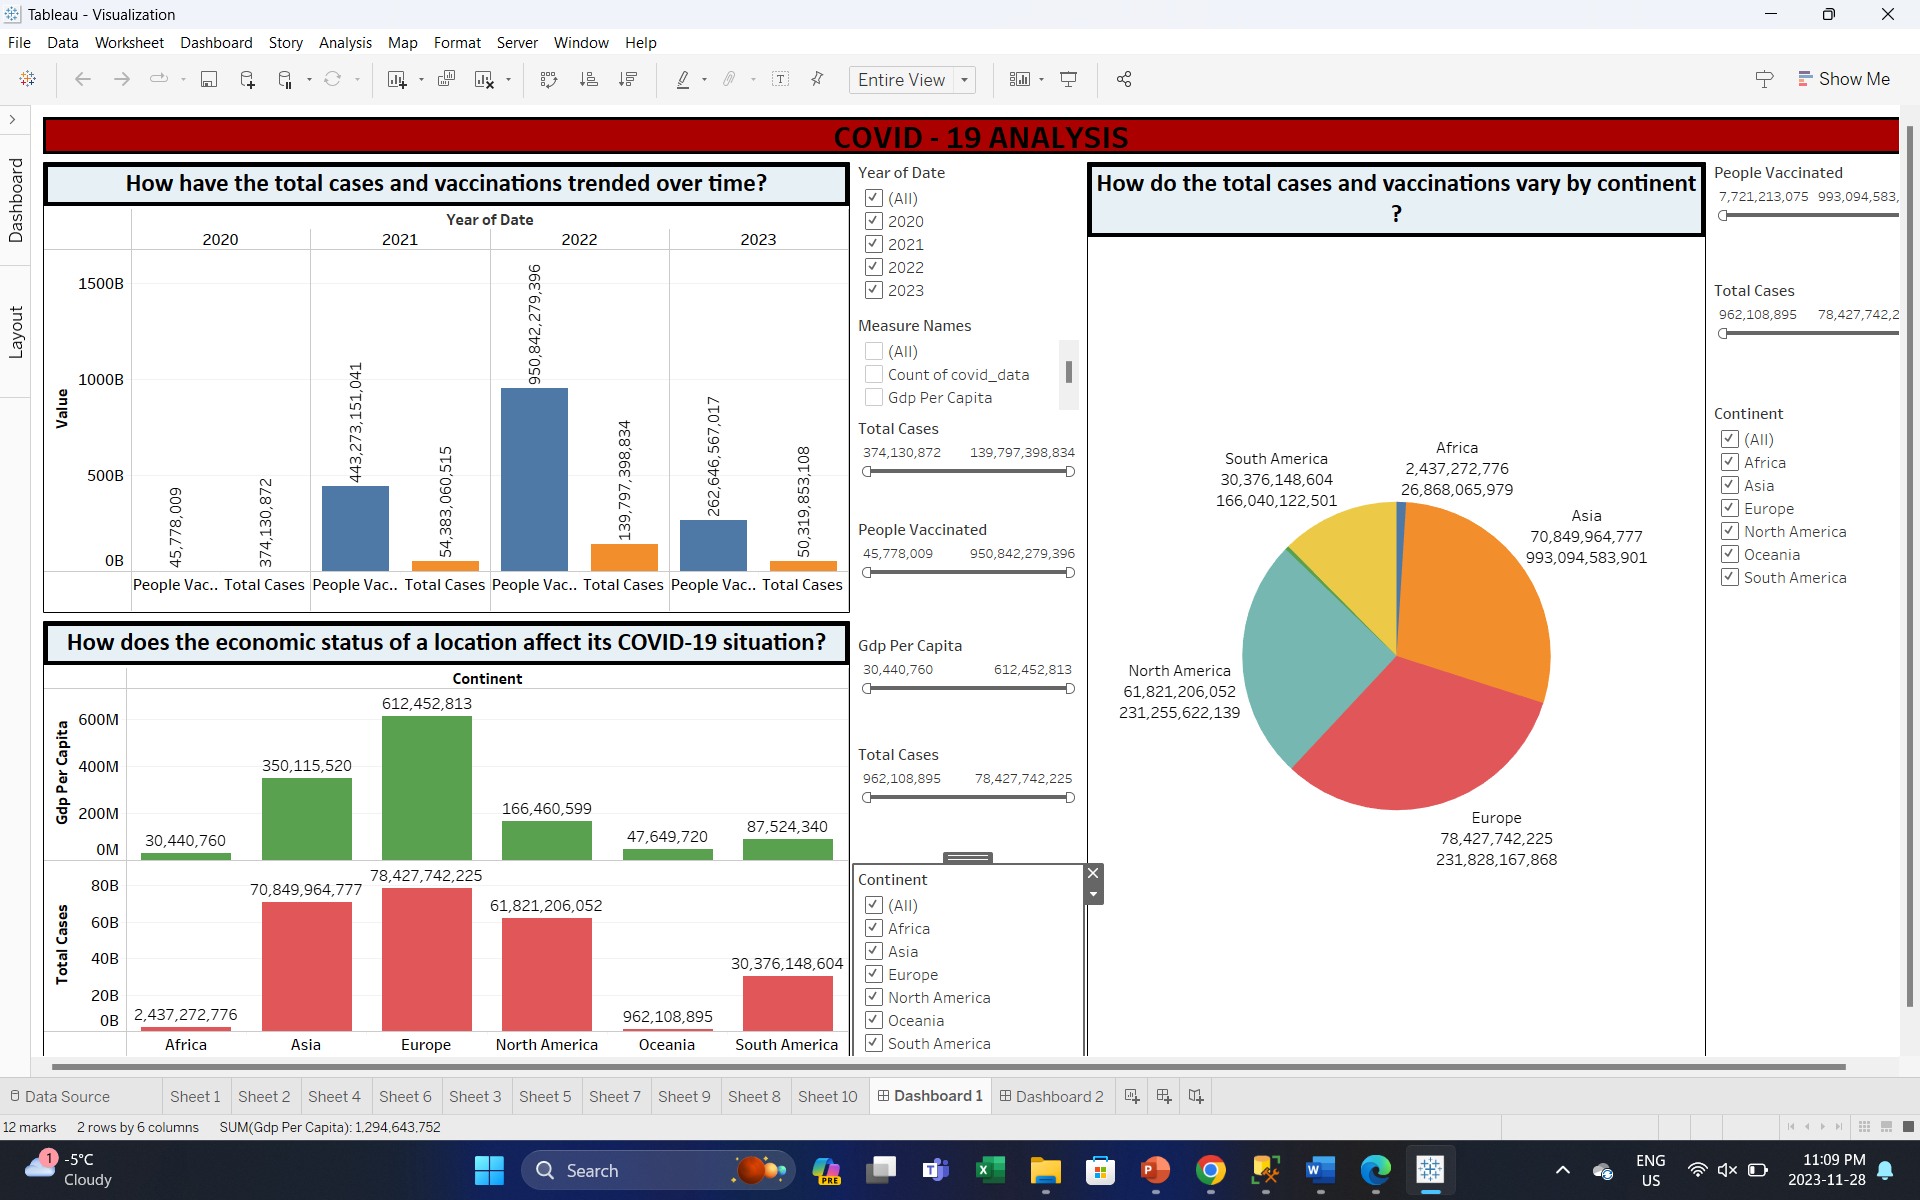 Tableau - Visualization
File Data Worksheet Dashboard Story Analysis Map Format Server Window Help
Entire View
Show Me
Dashboard
Layout
COVID - 19 ANALYSIS
How have the total cases and vaccinations trended over time?
Year of Date
2020 2021 2022 2023
Value
1500B
1000B
500B
0B
45,778,009
374,130,872
443,273,151,041
54,383,060,515
950,842,279,396
139,797,398,834
262,646,567,017
50,319,853,108
People Vac.. Total Cases People Vac.. Total Cases People Vac.. Total Cases People Vac.. Total Cases
How does the economic status of a location affect its COVID-19 situation?
Continent
Gdp Per Capita
600M
400M
200M
0M
30,440,760
350,115,520
612,452,813
166,460,599
47,649,720
87,524,340
Total Cases
80B
60B
40B
20B
0B
2,437,272,776
70,849,964,777
78,427,742,225
61,821,206,052
962,108,895
30,376,148,604
Africa Asia Europe North America Oceania South America
Year of Date
(All)
2020
2021
2022
2023
Measure Names
(All)
Count of covid_data
Gdp Per Capita
Total Cases
374,130,872 139,797,398,834
People Vaccinated
45,778,009 950,842,279,396
Gdp Per Capita
30,440,760 612,452,813
Total Cases
962,108,895 78,427,742,225
Continent
(All)
Africa
Asia
Europe
North America
Oceania
South America
How do the total cases and vaccinations vary by continent
?
South America
30,376,148,604
166,040,122,501
Africa
2,437,272,776
26,868,065,979
Asia
70,849,964,777
993,094,583,901
North America
61,821,206,052
231,255,622,139
Europe
78,427,742,225
231,828,167,868
People Vaccinated
7,721,213,075 993,094,583,
Total Cases
962,108,895 78,427,742,2
Continent
(All)
Africa
Asia
Europe
North America
Oceania
South America
Data Source Sheet 1 Sheet 2 Sheet 4 Sheet 6 Sheet 3 Sheet 5 Sheet 7 Sheet 9 Sheet 8 Sheet 10 Dashboard 1 Dashboard 2
12 marks 2 rows by 6 columns SUM(Gdp Per Capita): 1,294,643,752
1
-5°C
Cloudy
Search
PRE
ENG
US
11:09 PM
2023-11-28